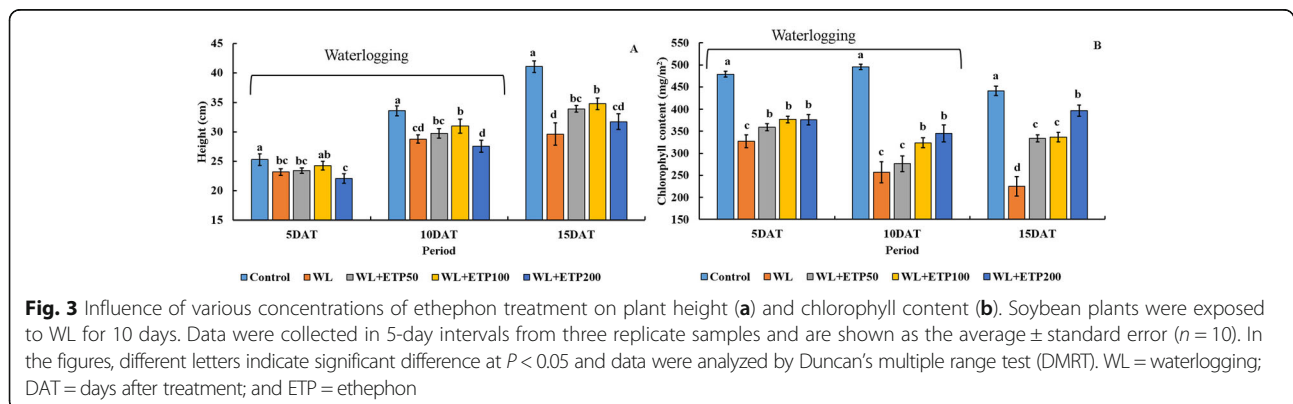 Waterlogging
A
Height (cm)
45
40
35
30
25
20
15
a
bc
bc
ab
c
a
cd
bc
b
d
a
d
bc
b
cd
5DAT
10DAT
15DAT
Period
Control
WL
WL+ETP50
WL+ETP100
WL+ETP200
Waterlogging
B
Chlorophyll content (mg/m²)
550
500
450
400
350
300
250
200
150
a
c
b
b
b
a
c
c
b
b
a
d
c
c
b
5DAT
10DAT
15DAT
Period
Control
WL
WL+ETP50
WL+ETP100
WL+ETP200
Fig. 3 Influence of various concentrations of ethephon treatment on plant height (a) and chlorophyll content (b). Soybean plants were exposed
to WL for 10 days. Data were collected in 5-day intervals from three replicate samples and are shown as the average ± standard error (n = 10). In
the figures, different letters indicate significant difference at P < 0.05 and data were analyzed by Duncan's multiple range test (DMRT). WL = waterlogging;
DAT = days after treatment; and ETP = ethephon